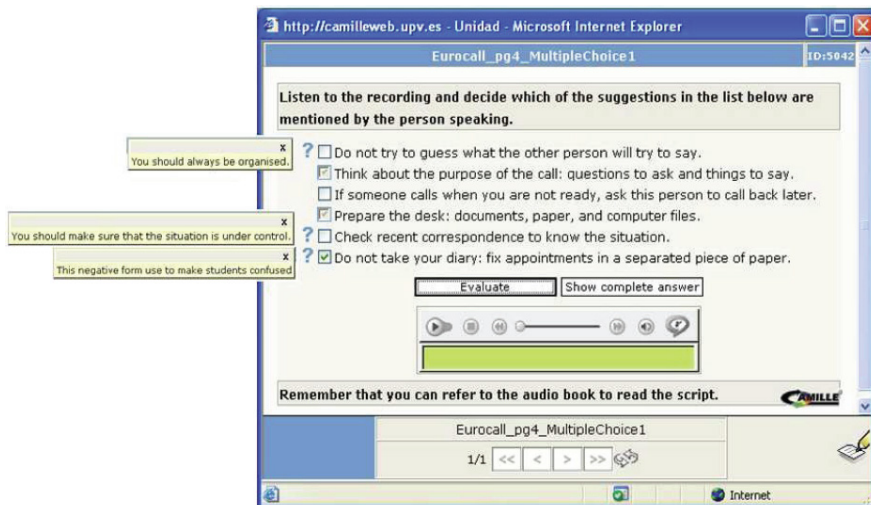 http://camilleweb.upv.es - Unidad - Microsoft Internet Explorer
Eurocall_pg4_MultipleChoice1
ID:5042
Listen to the recording and decide which of the suggestions in the list below are
mentioned by the person speaking.
x
You should always be organised.
? Do not try to guess what the other person will try to say.
Think about the purpose of the call: questions to ask and things to say.
If someone calls when you are not ready, ask this person to call back later.
Prepare the desk: documents, paper, and computer files.
x
You should make sure that the situation is under control.
? Check recent correspondence to know the situation.
x
This negative form use to make students confused
? Do not take your diary: fix appointments in a separated piece of paper.
Evaluate
Show complete answer
Remember that you can refer to the audio book to read the script.
CAMILLE
Eurocall_pg4_MultipleChoice1
1/1 << < > >>
Internet